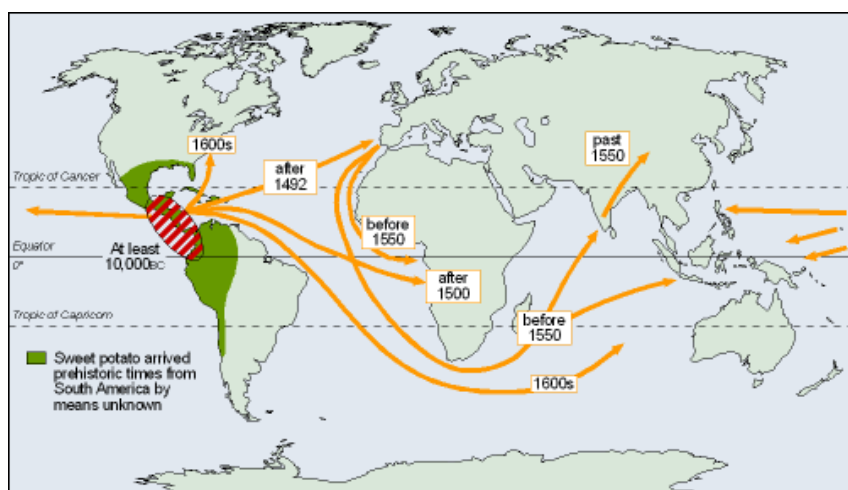 1600s
past
1550
after
1492
Tropic of Cancer
before
1550
At least
10,000BC
Equator
0°
after
1500
Tropic of Capricorn
before
1550
1600s
Sweet potato arrived
prehistoric times from
South America by
means unknown